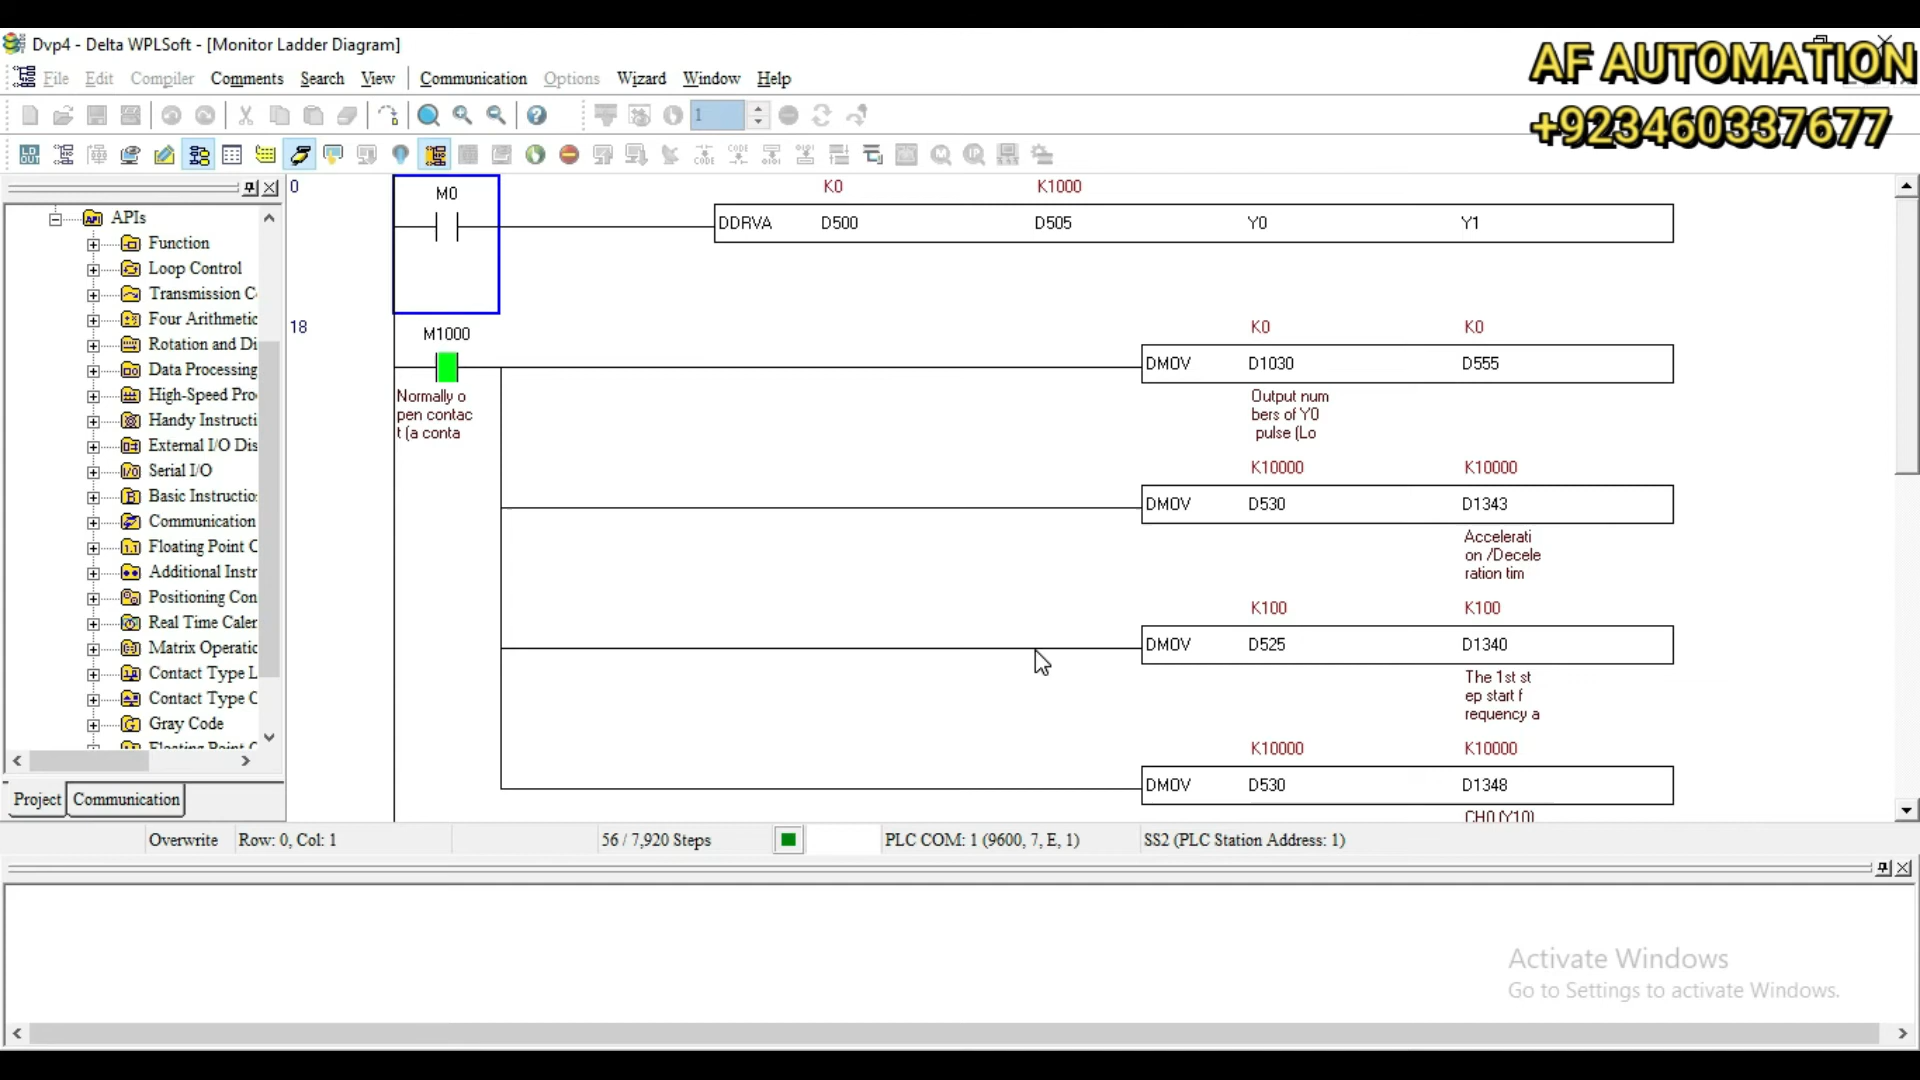 Dvp4 - Delta WPLSoft - [Monitor Ladder Diagram]
AF AUTOMATION
+923460337677
File Edit Compiler Comments Search View Communication Options Wizard Window Help
1
APIs
Function
Loop Control
Transmission C
Four Arithmetic
Rotation and Di
Data Processing
High-Speed Pro
Handy Instructi
External I/O Dis
Serial I/O
Basic Instructio
Communication
Floating Point C
Additional Instr
Positioning Con
Real Time Caler
Matrix Operatic
Contact Type L
Contact Type C
Gray Code
Floating Point C
Project Communication
0
M0
K0 K1000
DDRVA D500 D505 Y0 Y1
18
M1000
Normally o
pen contac
t (a conta
K0 K0
DMOV D1030 D555
Output num
bers of Y0
pulse (Lo
K10000 K10000
DMOV D530 D1343
Accelerati
on /Decele
ration tim
K100 K100
DMOV D525 D1340
The 1st st
ep start f
requency a
K10000 K10000
DMOV D530 D1348
CH0 (Y10)
Overwrite Row: 0, Col: 1 56 / 7,920 Steps PLC COM: 1 (9600, 7, E, 1) SS2 (PLC Station Address: 1)
Activate Windows
Go to Settings to activate Windows.